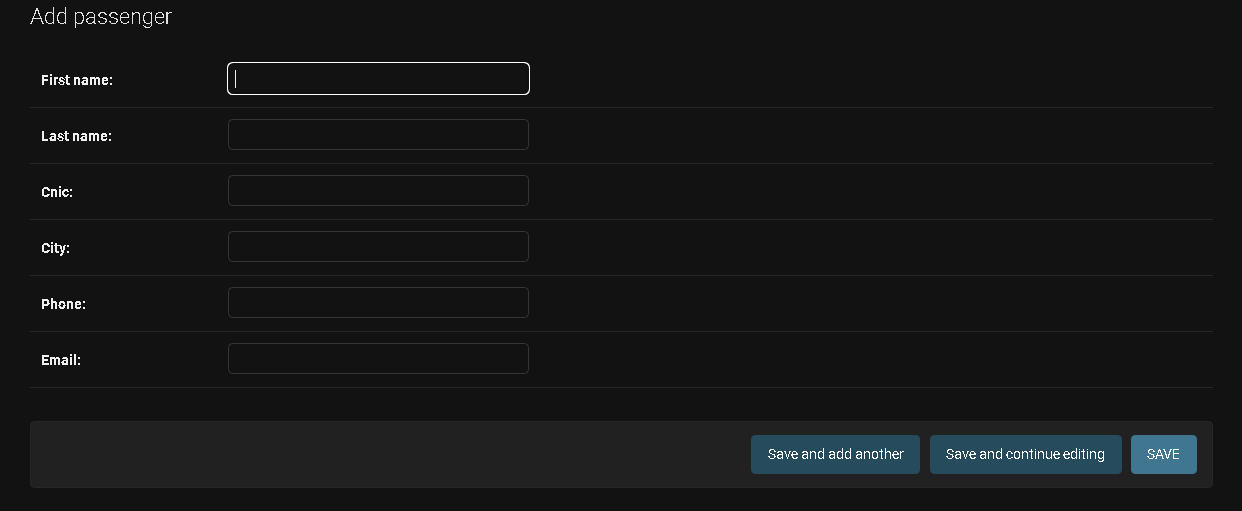 Add passenger
First name:
Last name:
Cnic:
City:
Phone:
Email:
Save and add another Save and continue editing SAVE